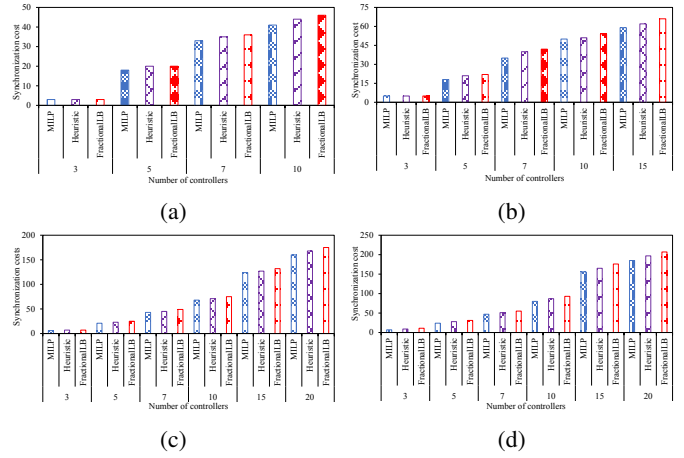 Synchronization cost
50
40
30
20
10
0
MILP
Heuristic
FractionalLB
MILP
Heuristic
FractionalLB
MILP
Heuristic
FractionalLB
MILP
Heuristic
FractionalLB
3 5 7 10
Number of controllers
(a)
Synchronization cost
75
60
45
30
15
0
MILP
Heuristic
FractionalLB
MILP
Heuristic
FractionalLB
MILP
Heuristic
FractionalLB
MILP
Heuristic
FractionalLB
MILP
Heuristic
FractionalLB
3 5 7 10 15
Number of controllers
(b)
Synchronization costs
200
150
100
50
0
MILP
Heuristic
FractionalLB
MILP
Heuristic
FractionalLB
MILP
Heuristic
FractionalLB
MILP
Heuristic
FractionalLB
MILP
Heuristic
FractionalLB
MILP
Heuristic
FractionalLB
3 5 7 10 15 20
Number of controllers
(c)
Synchronization cost
250
200
150
100
50
0
MILP
Heuristic
FractionalLB
MILP
Heuristic
FractionalLB
MILP
Heuristic
FractionalLB
MILP
Heuristic
FractionalLB
MILP
Heuristic
FractionalLB
MILP
Heuristic
FractionalLB
3 5 7 10 15 20
Number of controllers
(d)